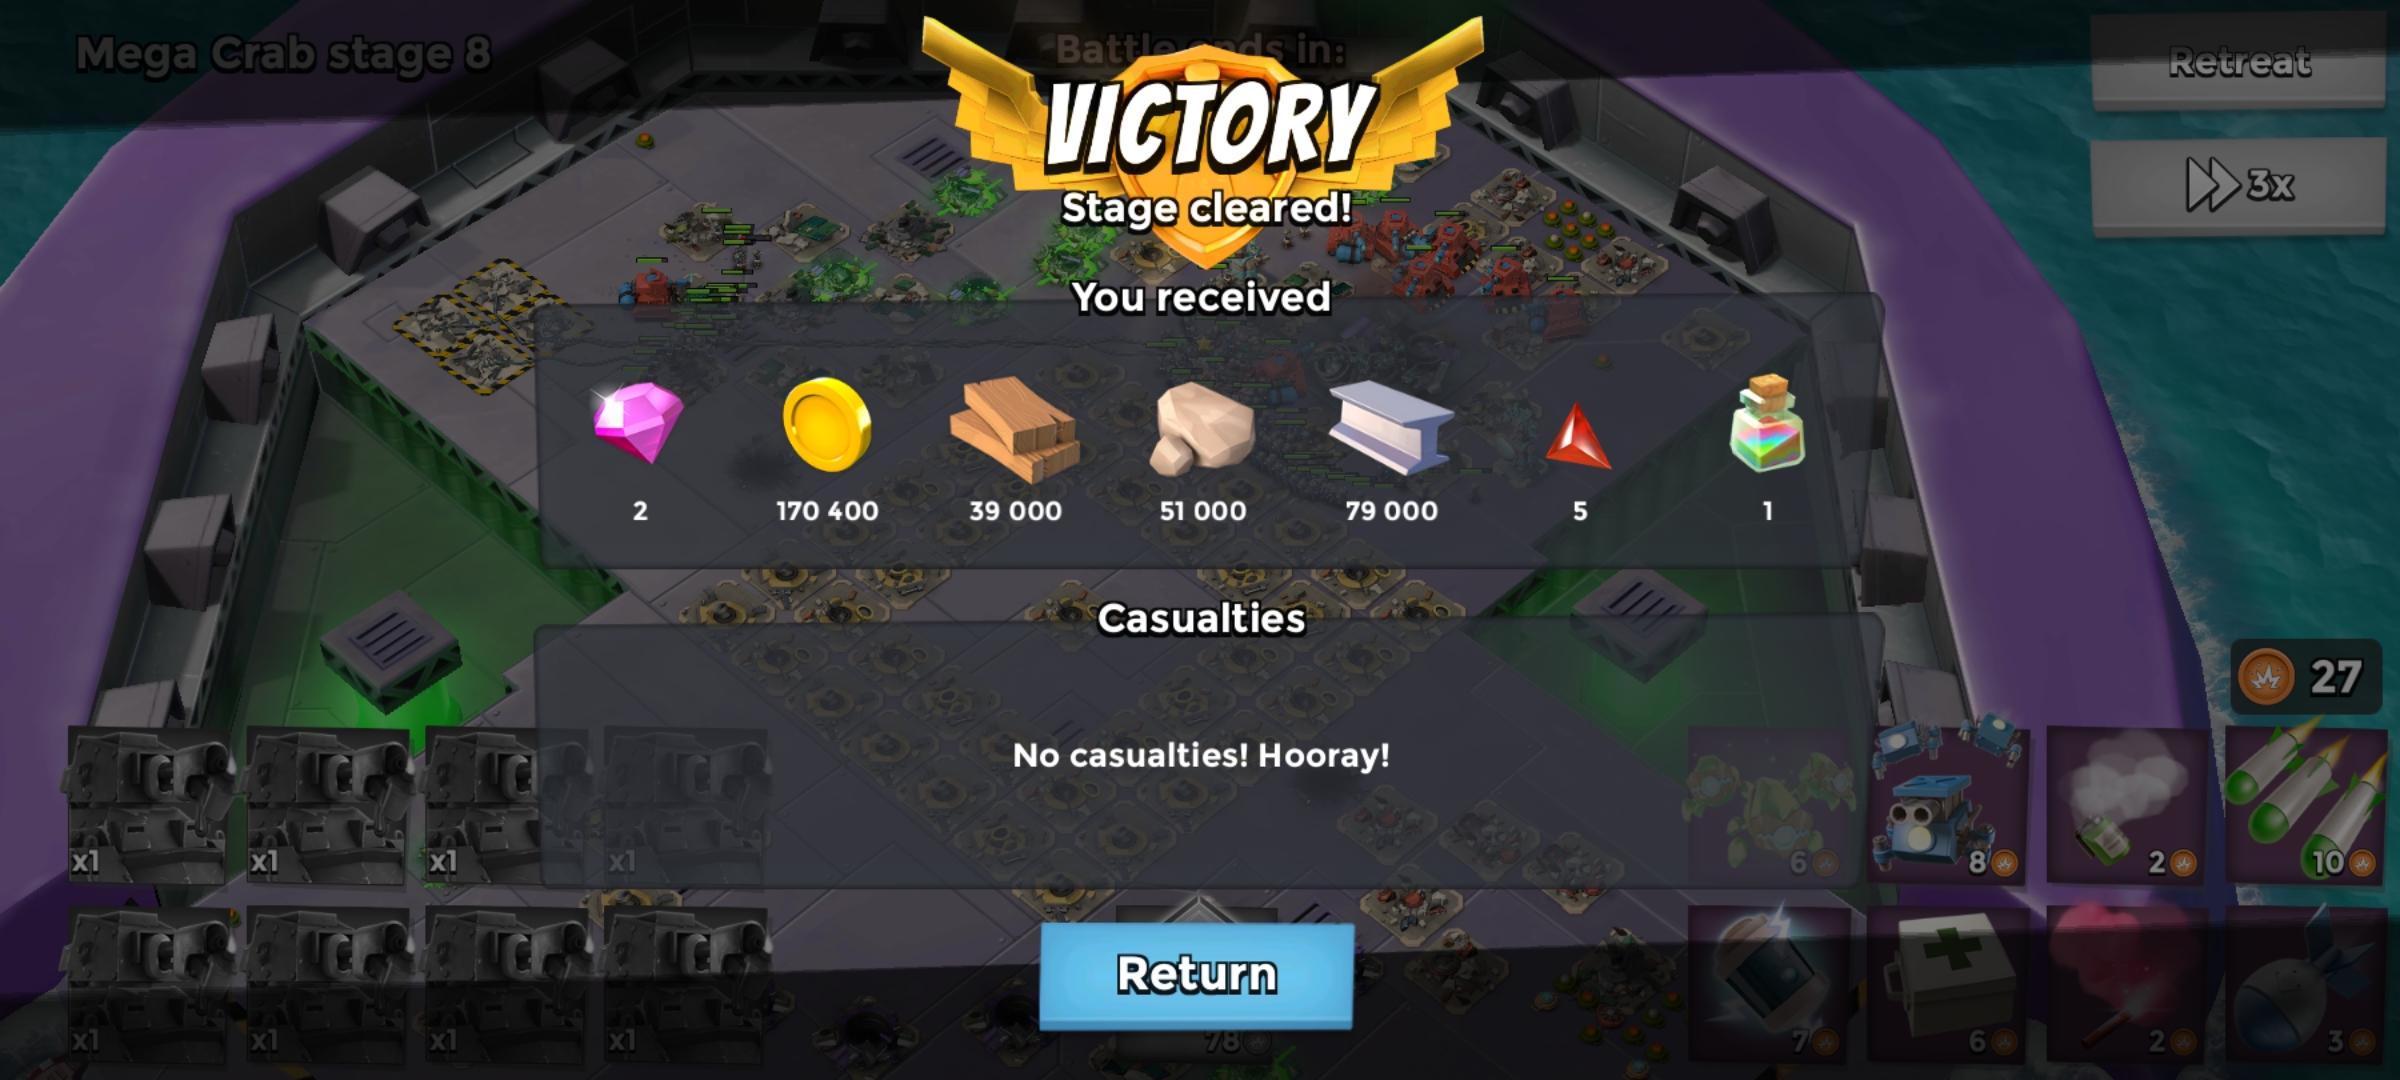 Mega Crab stage 8
Battle ends in:
Retreat
VICTORY
3x
Stage cleared!
You received
2
170 400
39 000
51 000
79 000
5
1
Casualties
27
No casualties! Hooray!
x1
x1
x1
x1
6
8
2
10
Return
x1
x1
x1
x1
78
7
6
2
3